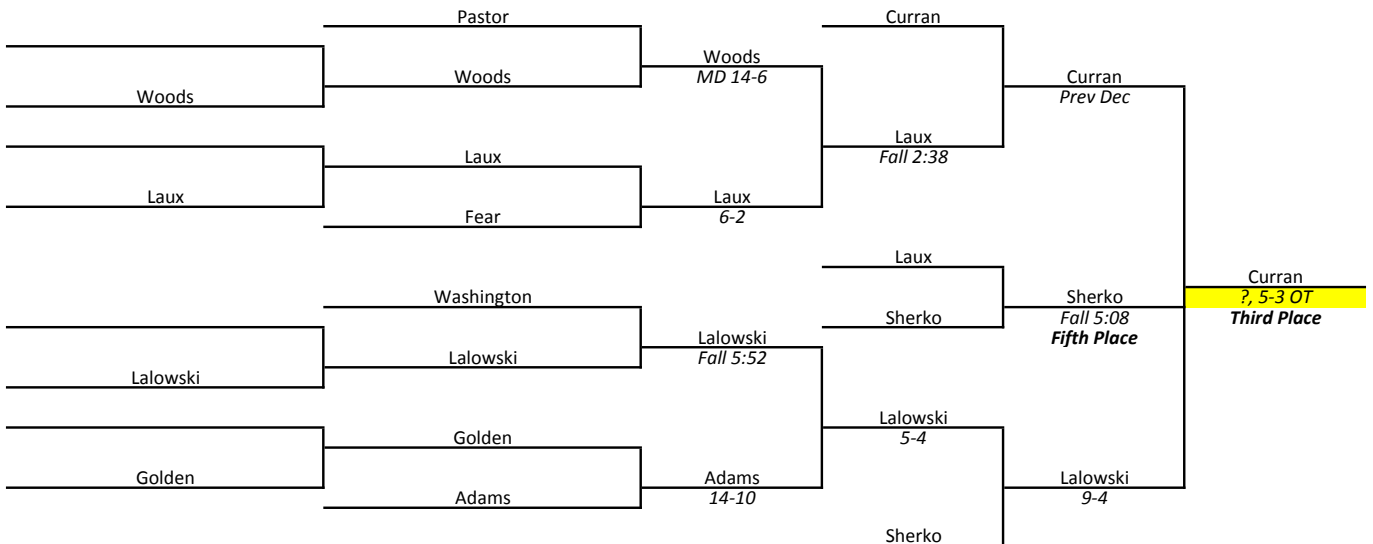 Pastor
Curran
Woods
MD 14-6
Woods
Curran
Prev Dec
Woods
Laux
Fall 2:38
Laux
Laux
Laux
6-2
Fear
Laux
Curran
?, 5-3 OT
Third Place
Washington
Sherko
Fall 5:08
Fifth Place
Sherko
Lalowski
Fall 5:52
Lalowski
Lalowski
Lalowski
5-4
Golden
Golden
Adams
14-10
Lalowski
9-4
Adams
Sherko